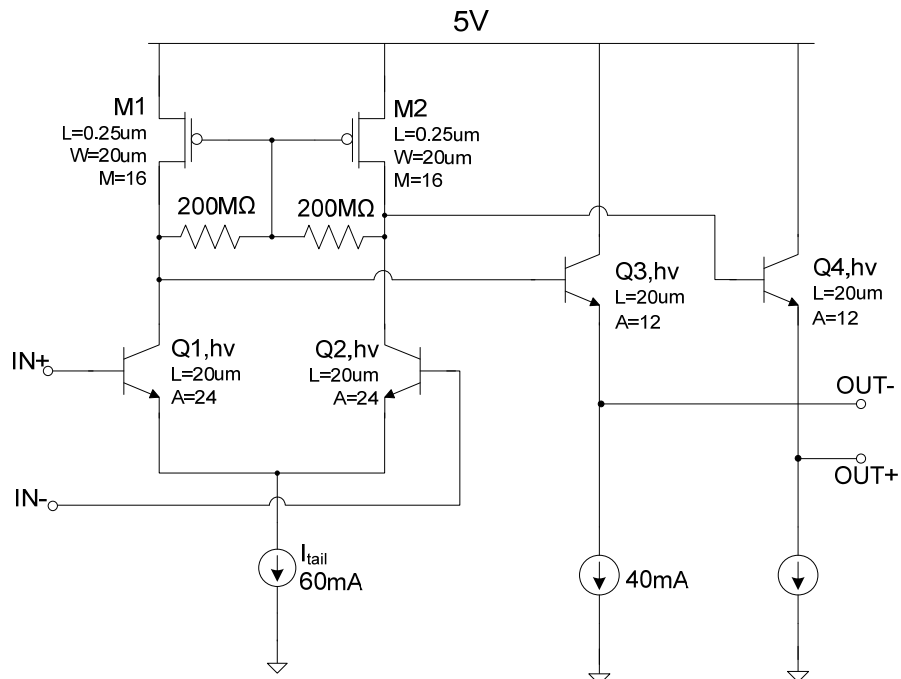 5V
M1
L=0.25um
W=20um
M=16
M2
L=0.25um
W=20um
M=16
200MΩ
200MΩ
Q3,hv
L=20um
A=12
Q4,hv
L=20um
A=12
IN+
Q1,hv
L=20um
A=24
Q2,hv
L=20um
A=24
OUT-
OUT+
IN-
Itail
60mA
40mA